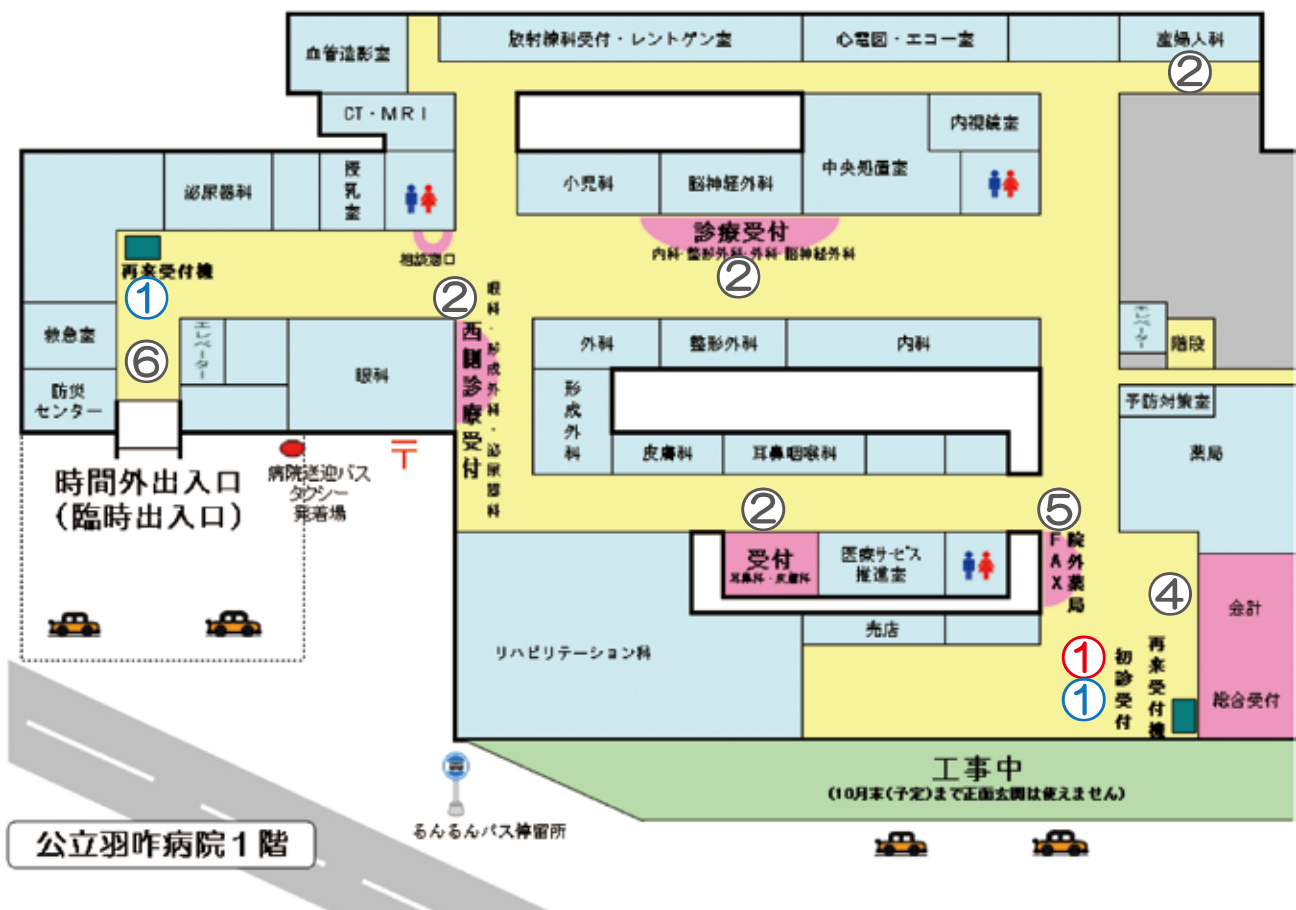 血管造影室
放射線科受付・レントゲン室
心電図・エコー室
産婦人科
②
CT・MRI
内視鏡室
泌尿器科
授乳室
小児科
脳神経外科
中央処置室
診療受付
内科・整形外科・外科・脳神経外科
②
相談窓口
再来受付機
①
②
西側診療受付
眼科・形成外科・泌尿器科
救急室
⑥
エレベーター
眼科
防災
センター
外科
整形外科
内科
エレベーター
階段
形成外科
皮膚科
耳鼻咽喉科
予防対策室
薬局
時間外出入口
(臨時出入口)
病院送迎バス
タクシー
発着場
〒
②
⑤
受付
耳鼻科・皮膚科
医療サービス
推進室
院外薬局
FAX
④
会計
リハビリテーション科
売店
①
①
初診受付
再来受付機
総合受付
工事中
(10月末(予定)まで正面玄関は使えません)
るんるんバス停留所
公立羽咋病院1階